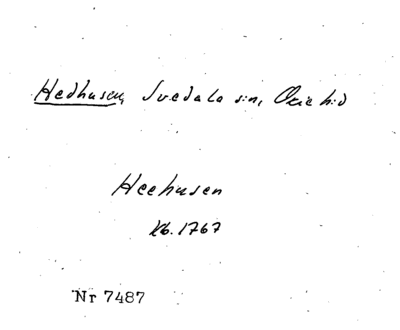 Hedhusen, Svedala sn, Oxie hd
Heehusen
Kb. 1767
Nr 7487